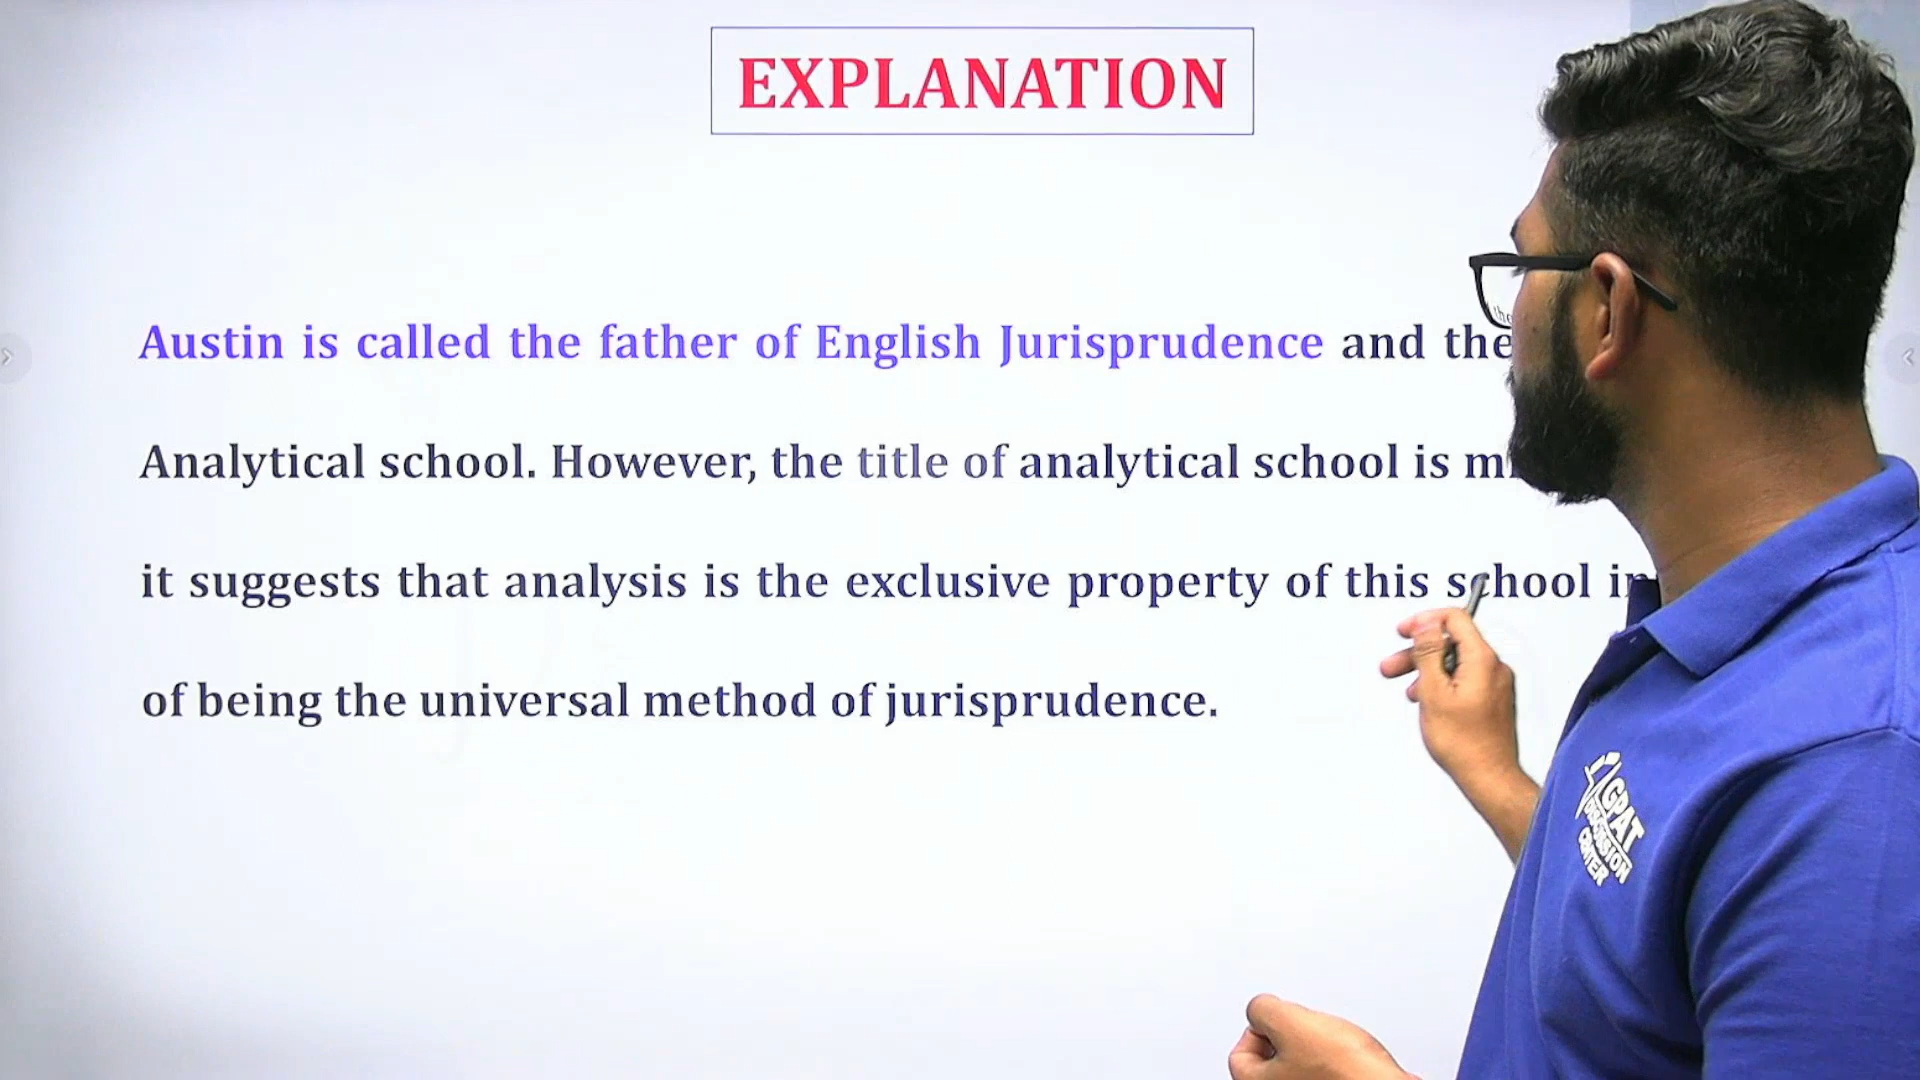 EXPLANATION
Austin is called the father of English Jurisprudence and the
Analytical school. However, the title of analytical school is
it suggests that analysis is the exclusive property of this school
of being the universal method of jurisprudence.
GPAT
DISCUSSION
CENTER